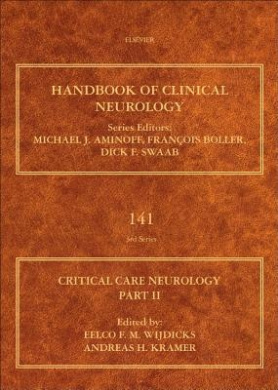 ELSEVIER
HANDBOOK OF CLINICAL
NEUROLOGY
Series Editors:
MICHAEL J. AMINOFF, FRANÇOIS BOLLER,
DICK F. SWAAB
141
3rd Series
CRITICAL CARE NEUROLOGY
PART II
Edited by:
EELCO F. M. WIJDICKS
ANDREAS H. KRAMER